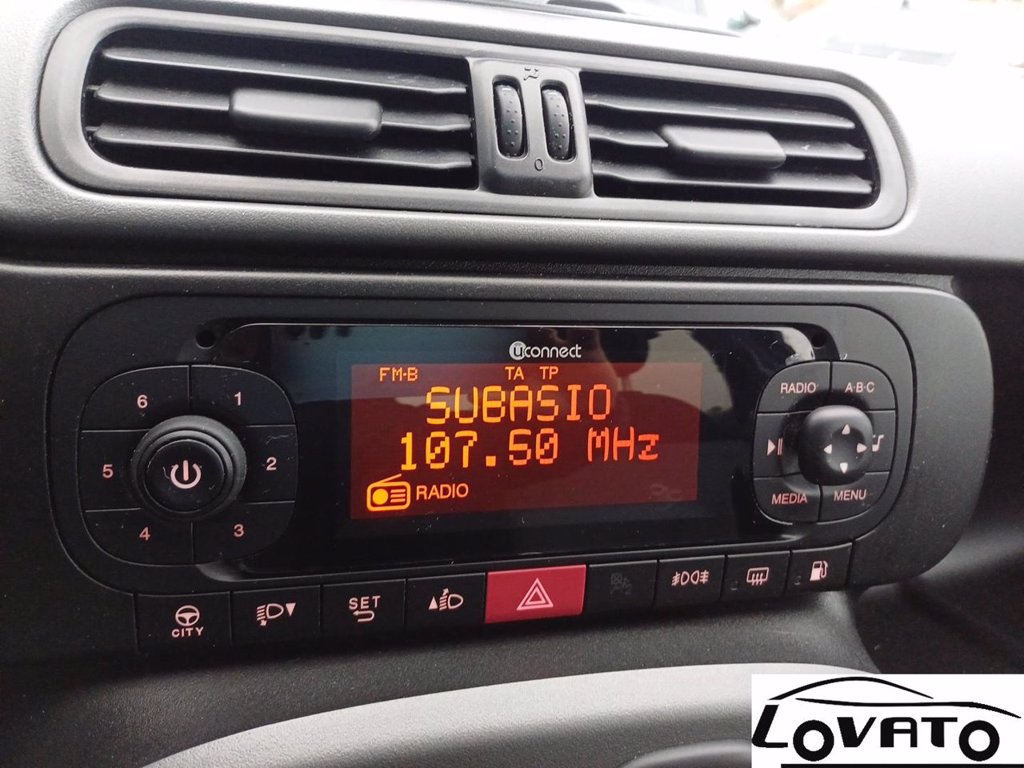 0
uconnect
FM-B TA TP
SUBASIO
107.50 MHz
RADIO
6 1
5 2
4 3
RADIO A·B·C
MEDIA MENU
CITY
SET
LOVATO